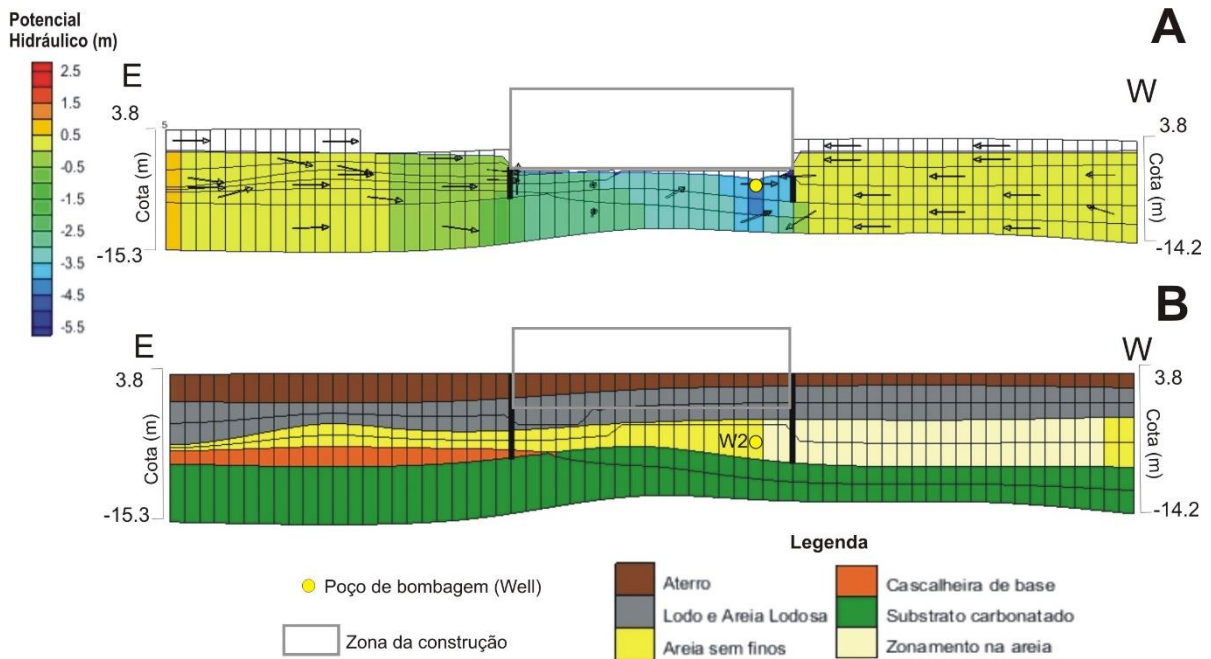 Potencial
Hidráulico (m)
A
2.5
1.5
0.5
-0.5
-1.5
-2.5
-3.5
-4.5
-5.5
E
W
3.8
5
3.8
Cota (m)
Cota (m)
-15.3
-14.2
B
E
W
3.8
3.8
W2
Cota (m)
Cota (m)
-15.3
-14.2
Legenda
Poço de bombagem (Well)
Zona da construção
Aterro
Lodo e Areia Lodosa
Areia sem finos
Cascalheira de base
Substrato carbonatado
Zonamento na areia